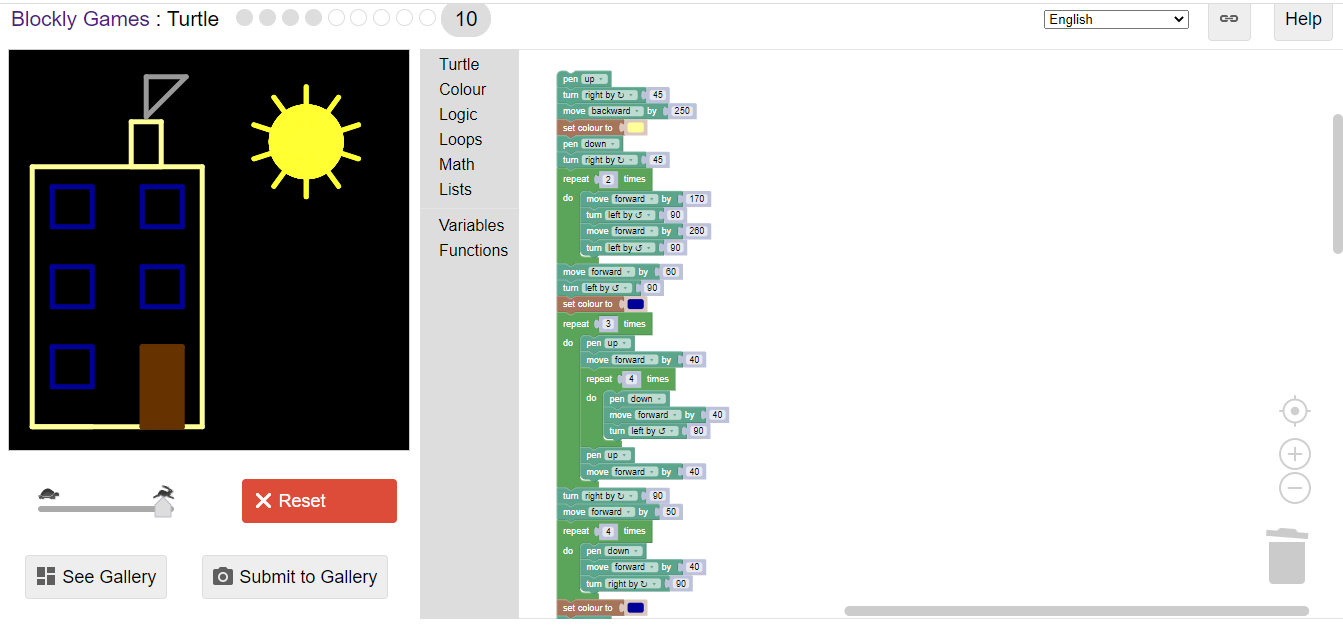 Blockly Games : Turtle 10 English Help
Turtle
Colour
Logic
Loops
Math
Lists
Variables
Functions
pen up
turn right by ↻ 45
move backward by 250
set colour to
pen down
turn right by ↻ 45
repeat 2 times
do move forward by 170
turn left by ↺ 90
move forward by 260
turn left by ↺ 90
move forward by 60
turn left by ↺ 90
set colour to
repeat 3 times
do pen up
move forward by 40
repeat 4 times
do pen down
move forward by 40
turn left by ↺ 90
pen up
move forward by 40
turn right by ↻ 90
move forward by 50
repeat 4 times
do pen down
move forward by 40
turn right by ↻ 90
set colour to
Reset
See Gallery
Submit to Gallery